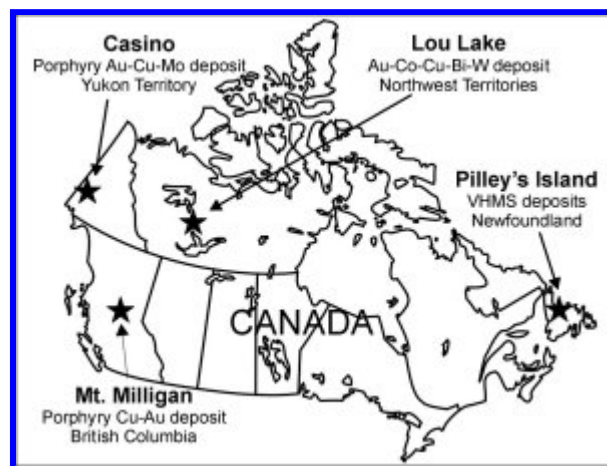 Casino
Porphyry Au-Cu-Mo deposit
Yukon Territory
Lou Lake
Au-Co-Cu-Bi-W deposit
Northwest Territories
Pilley's Island
VHMS deposits
Newfoundland
CANADA
Mt. Milligan
Porphyry Cu-Au deposit
British Columbia